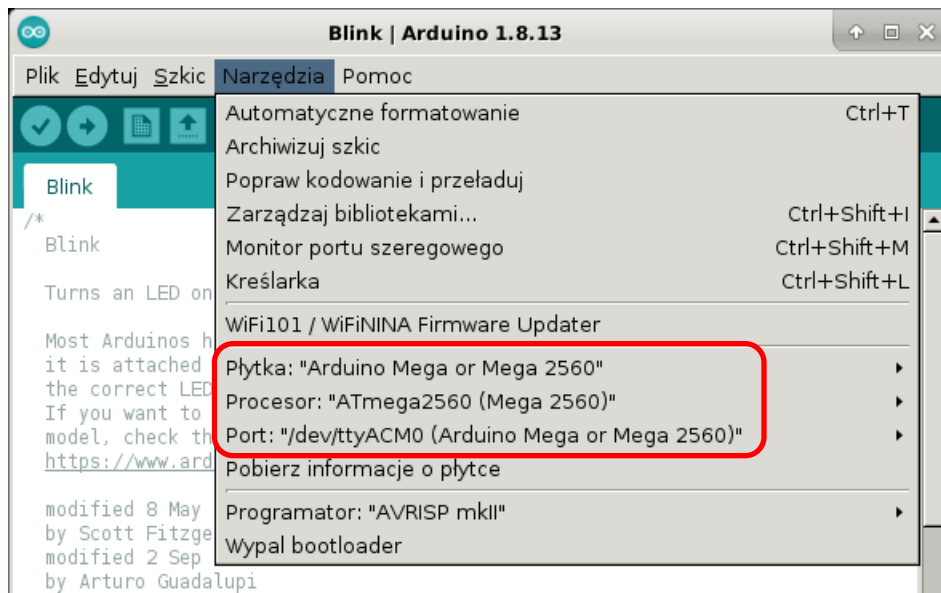 Blink | Arduino 1.8.13
Plik Edytuj Szkic Narzędzia Pomoc
Automatyczne formatowanie Ctrl+T
Archiwizuj szkic
Popraw kodowanie i przeładuj
Zarządzaj bibliotekami... Ctrl+Shift+I
Monitor portu szeregowego Ctrl+Shift+M
Kreślarka Ctrl+Shift+L
WiFi101 / WiFiNINA Firmware Updater
Płytka: "Arduino Mega or Mega 2560"
Procesor: "ATmega2560 (Mega 2560)"
Port: "/dev/ttyACM0 (Arduino Mega or Mega 2560)"
Pobierz informacje o płytce
Programator: "AVRISP mkII"
Wypal bootloader
Blink
/*
Blink
Turns an LED on
Most Arduinos h
it is attached
the correct LED
If you want to
model, check th
https://www.ard
modified 8 May
by Scott Fitzge
modified 2 Sep
by Arturo Guadalupi